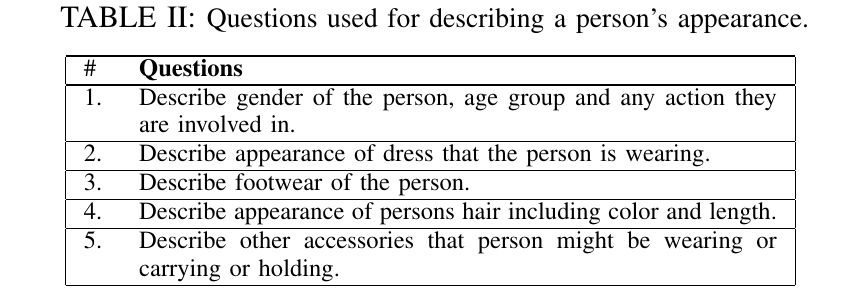 TABLE II: Questions used for describing a person's appearance.
# Questions
1. Describe gender of the person, age group and any action they
are involved in.
2. Describe appearance of dress that the person is wearing.
3. Describe footwear of the person.
4. Describe appearance of persons hair including color and length.
5. Describe other accessories that person might be wearing or
carrying or holding.